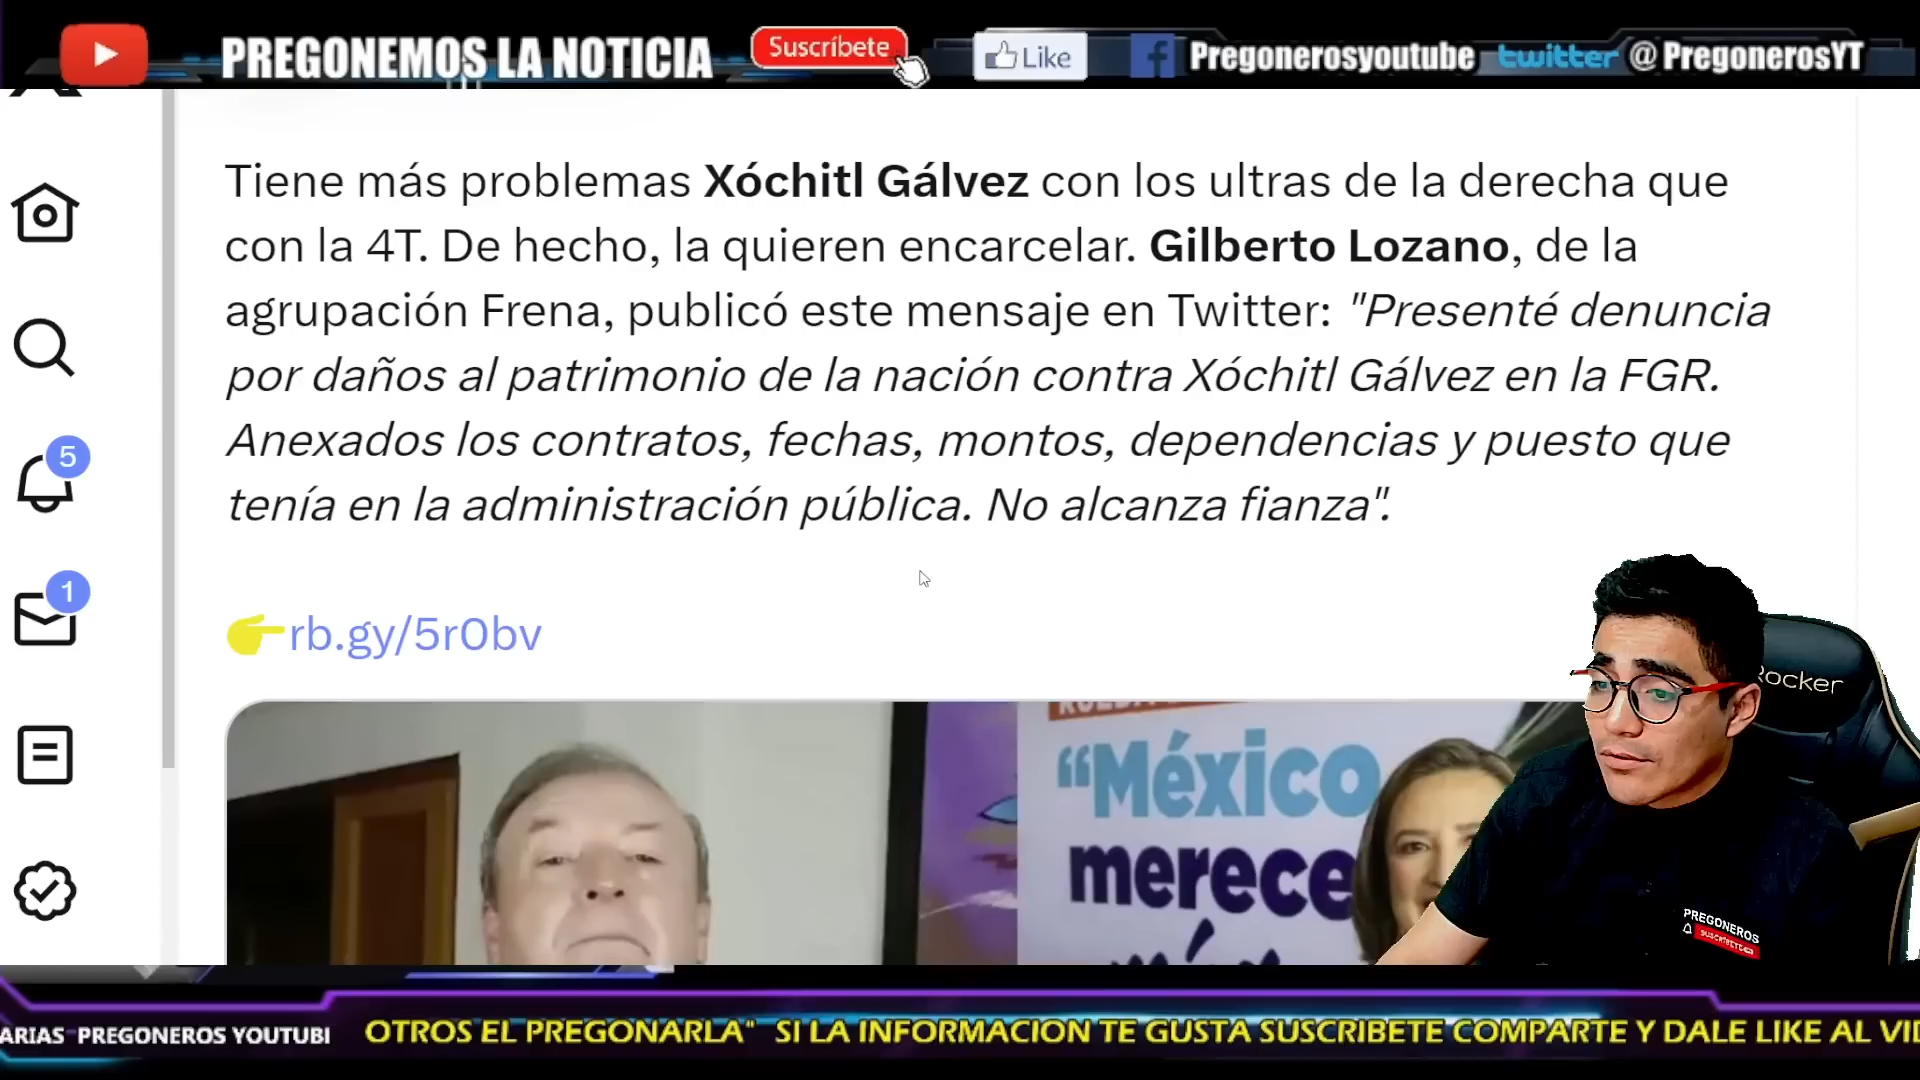 PREGONEMOS LA NOTICIA
Suscríbete
Like
Pregonerosyoutube
twitter @PregonerosYT
Tiene más problemas Xóchitl Gálvez con los ultras de la derecha que
con la 4T. De hecho, la quieren encarcelar. Gilberto Lozano, de la
agrupación Frena, publicó este mensaje en Twitter: "Presenté denuncia
por daños al patrimonio de la nación contra Xóchitl Gálvez en la FGR.
Anexados los contratos, fechas, montos, dependencias y puesto que
tenía en la administración pública. No alcanza fianza".
5
1
rb.gy/5r0bv
Rocker
“México
merece
PREGONEROS
SUSCRIBETE
ARIAS PREGONEROS YOUTUBI
OTROS EL PREGONARLA" SI LA INFORMACION TE GUSTA SUSCRIBETE COMPARTE Y DALE LIKE AL VID